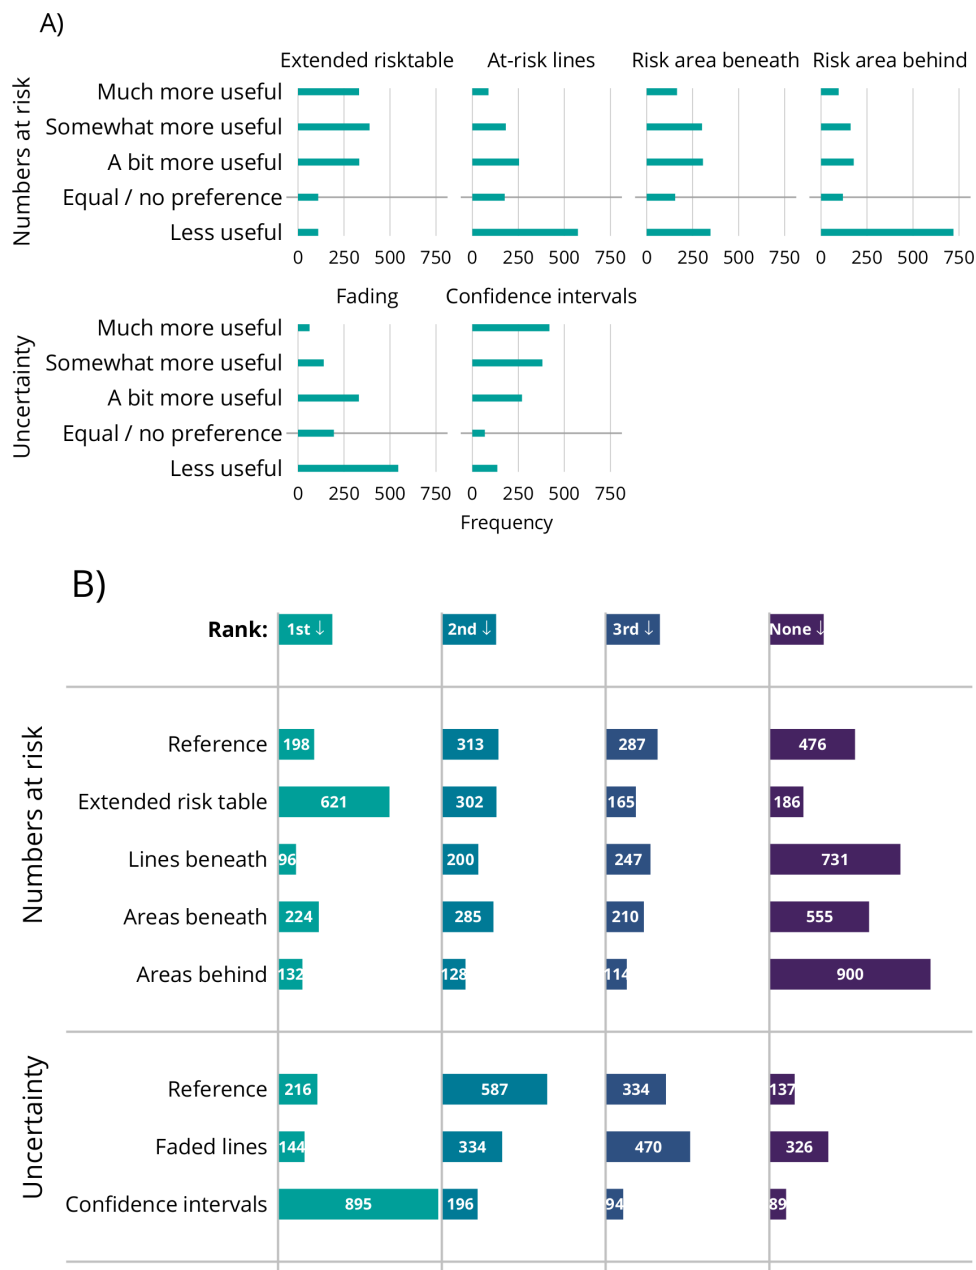 A)
Extended risktable At-risk lines Risk area beneath Risk area behind
Numbers at risk
Much more useful
Somewhat more useful
A bit more useful
Equal / no preference
Less useful
0 250 500 750 0 250 500 750 0 250 500 750 0 250 500 750
Fading Confidence intervals
Uncertainty
Much more useful
Somewhat more useful
A bit more useful
Equal / no preference
Less useful
0 250 500 750 0 250 500 750
Frequency
B)
Rank: 1st ↓ 2nd ↓ 3rd ↓ None ↓
Numbers at risk
Reference 198 313 287 476
Extended risk table 621 302 165 186
Lines beneath 96 200 247 731
Areas beneath 224 285 210 555
Areas behind 132 128 114 900
Uncertainty
Reference 216 587 334 137
Faded lines 144 334 470 326
Confidence intervals 895 196 94 89